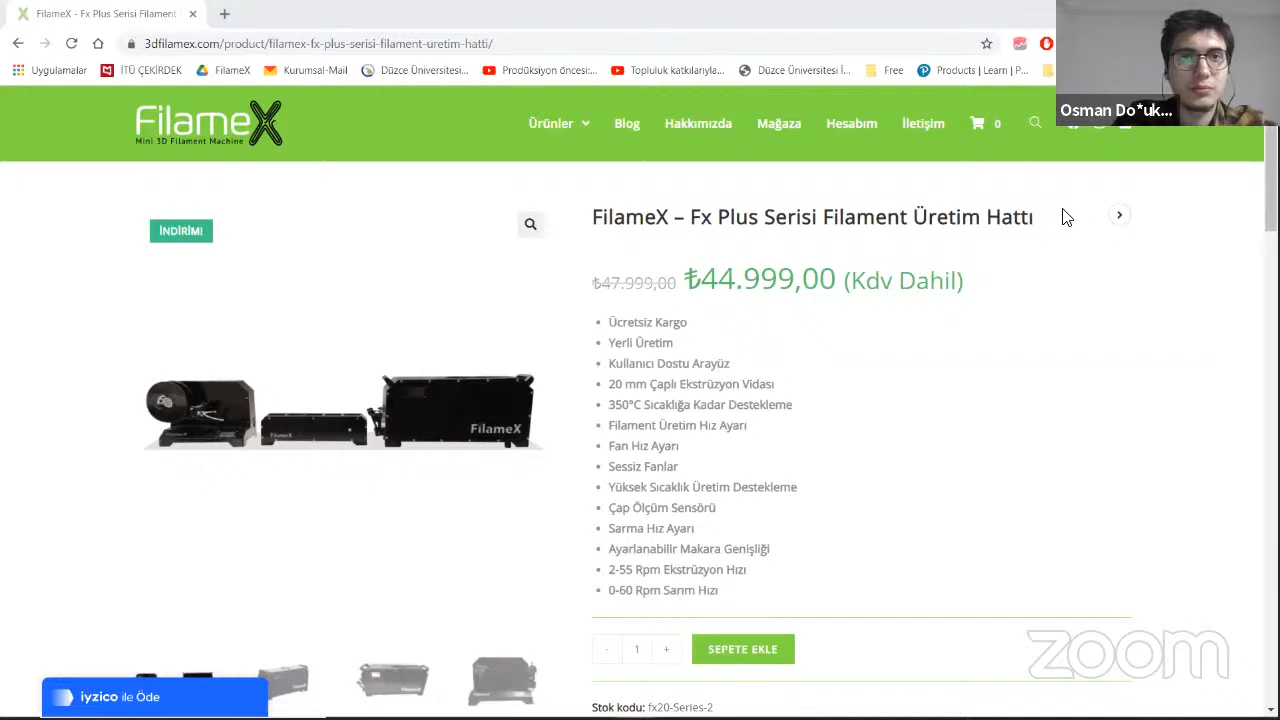 FilameX - Fx Plus Serisi Filament
3dfilamex.com/product/filamex-fx-plus-serisi-filament-uretim-hatti/
Uygulamalar
İTÜ ÇEKİRDEK
FilameX
Kurumsal-Mail
Düzce Üniversitesi...
Prodüksiyon öncesi:...
Topluluk katkılarıyla...
Düzce Üniversitesi İ...
Free
Products | Learn | P...
Osman Do*uk...
FilameX
Mini 3D Filament Machine
Ürünler
Blog
Hakkımızda
Mağaza
Hesabım
İletişim
0
İNDİRİM!
FilameX – Fx Plus Serisi Filament Üretim Hattı
₺47.999,00 ₺44.999,00 (Kdv Dahil)
Ücretsiz Kargo
Yerli Üretim
Kullanıcı Dostu Arayüz
20 mm Çaplı Ekstrüzyon Vidası
350°C Sıcaklığa Kadar Destekleme
Filament Üretim Hız Ayarı
Fan Hız Ayarı
Sessiz Fanlar
Yüksek Sıcaklık Üretim Destekleme
Çap Ölçüm Sensörü
Sarma Hız Ayarı
Ayarlanabilir Makara Genişliği
2-55 Rpm Ekstrüzyon Hızı
0-60 Rpm Sarım Hızı
FilameX
FilameX
- 1 +
SEPETE EKLE
zoom
iyzico ile Öde
Stok kodu: fx20-Series-2